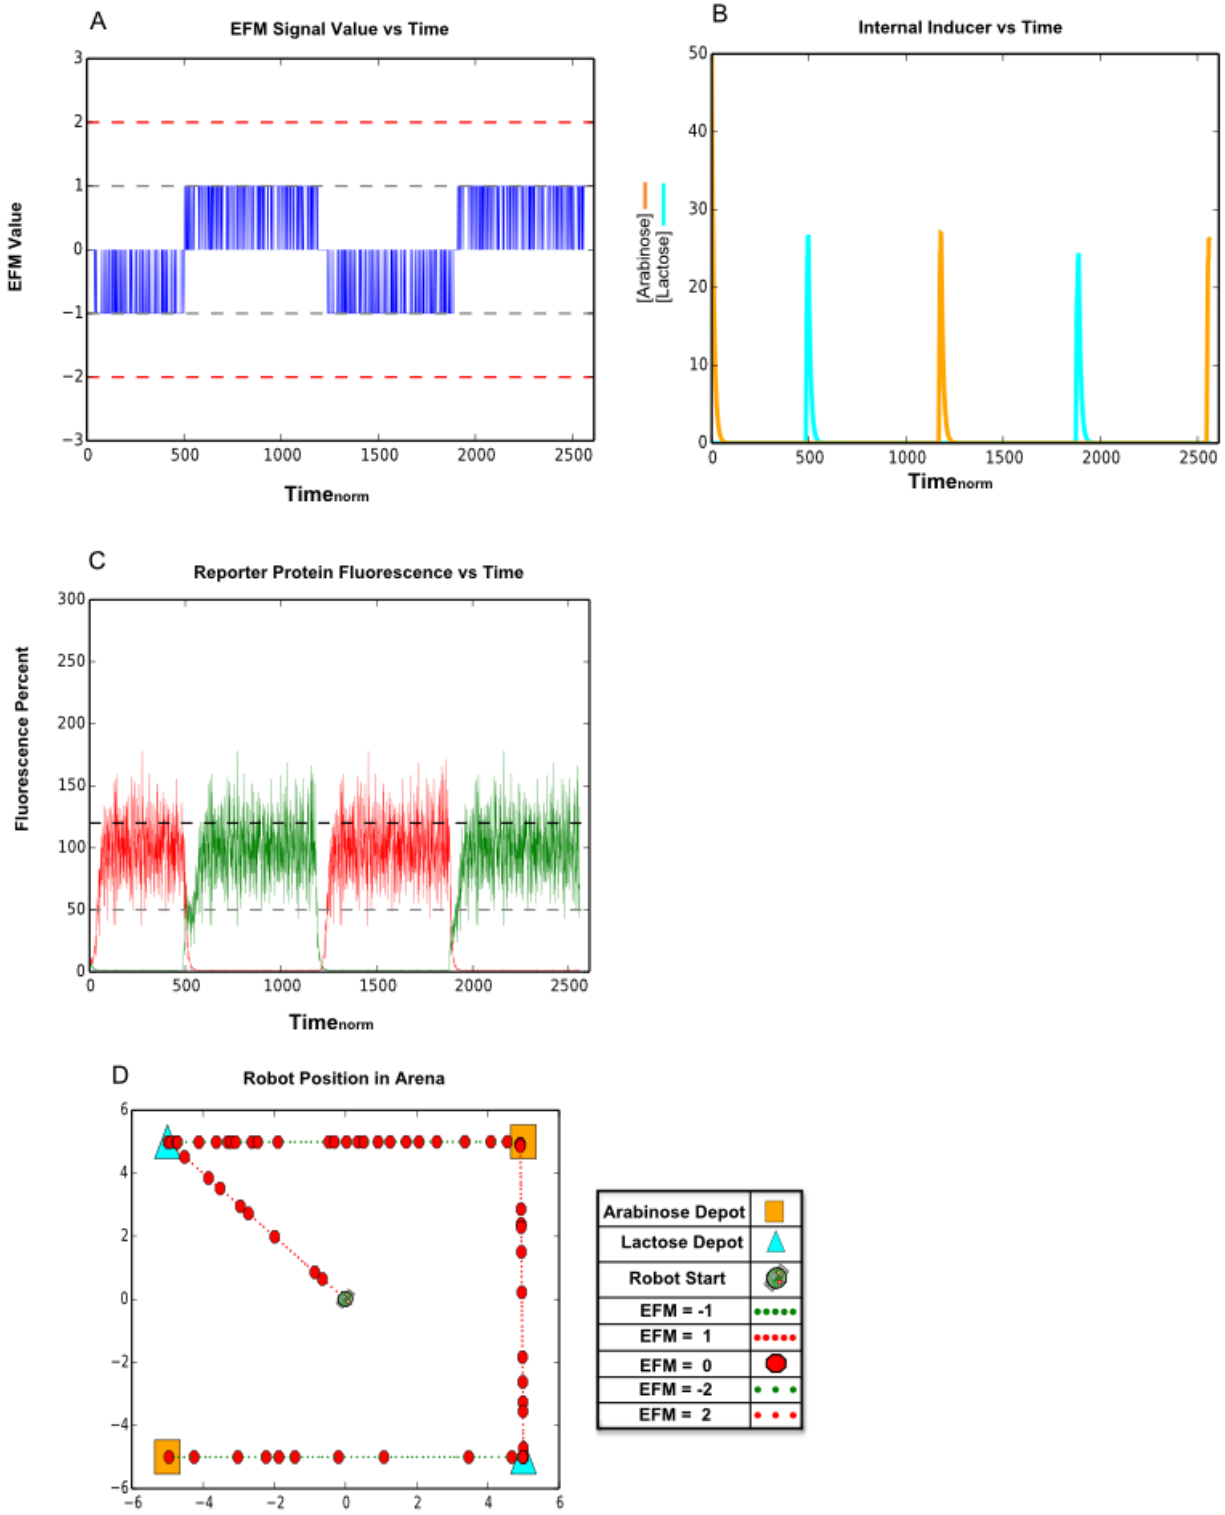 A
EFM Signal Value vs Time
3
2
1
0
−1
−2
−3
EFM Value
0 500 1000 1500 2000 2500
Timenorm
B
Internal Inducer vs Time
50
40
30
20
10
0
[Arabinose]
[Lactose]
0 500 1000 1500 2000 2500
Timenorm
C
Reporter Protein Fluorescence vs Time
300
250
200
150
100
50
0
Fluorescence Percent
0 500 1000 1500 2000 2500
Timenorm
D
Robot Position in Arena
6
4
2
0
−2
−4
−6
−6 −4 −2 0 2 4 6
Arabinose Depot
Lactose Depot
Robot Start
EFM = -1
EFM = 1
EFM = 0
EFM = -2
EFM = 2